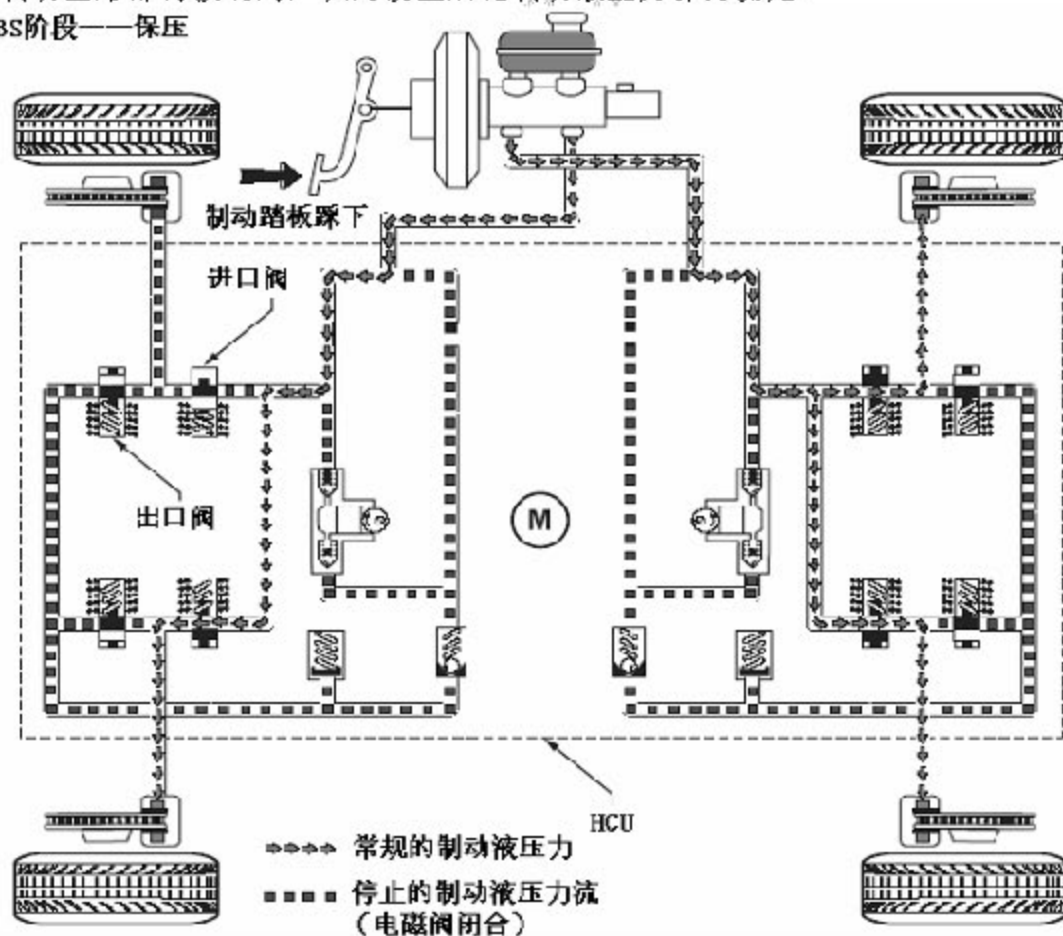 BS阶段——保压
制动踏板踩下
进口阀
出口阀
M
HCU
常规的制动液压力
停止的制动液压力流
（电磁阀闭合）